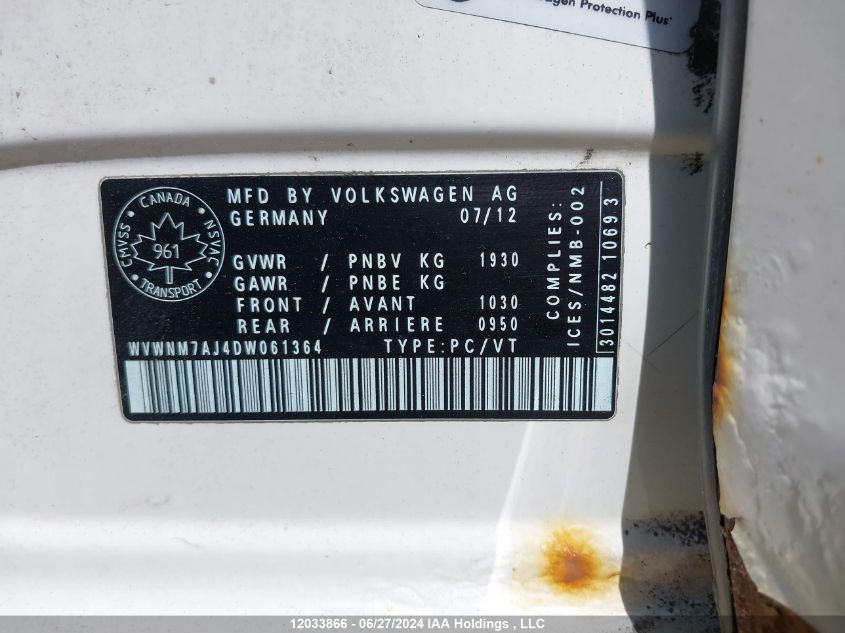 Protection Plus
CANADA
CMVSS
NSVAC
961
TRANSPORT
MFD BY VOLKSWAGEN AG
GERMANY 07/12
GVWR / PNBV KG 1930
GAWR / PNBE KG
FRONT / AVANT 1030
REAR / ARRIERE 0950
WVWNM7AJ4DW061364 TYPE:PC/VT
COMPLIES:
ICES/NMB-002
3014482 1069 3
12033866 - 06/27/2024 IAA Holdings , LLC